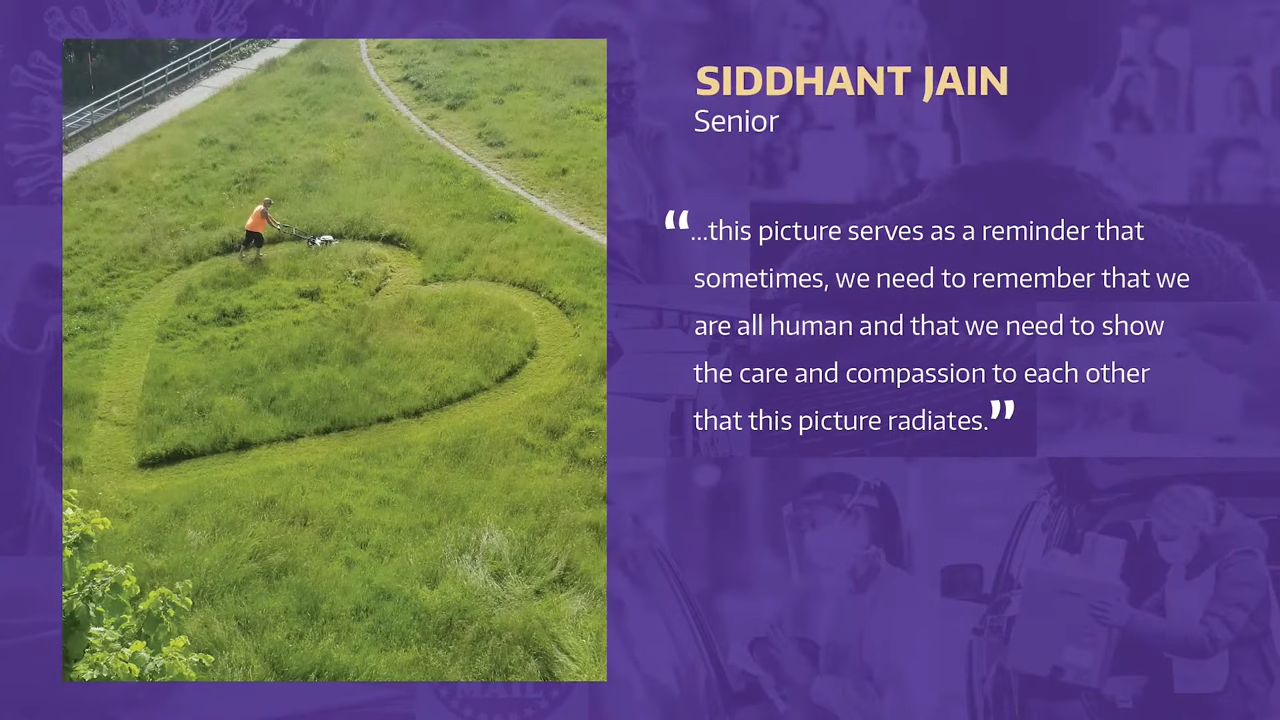 SIDDHANT JAIN
Senior
“...this picture serves as a reminder that
sometimes, we need to remember that we
are all human and that we need to show
the care and compassion to each other
that this picture radiates.”
MAIL